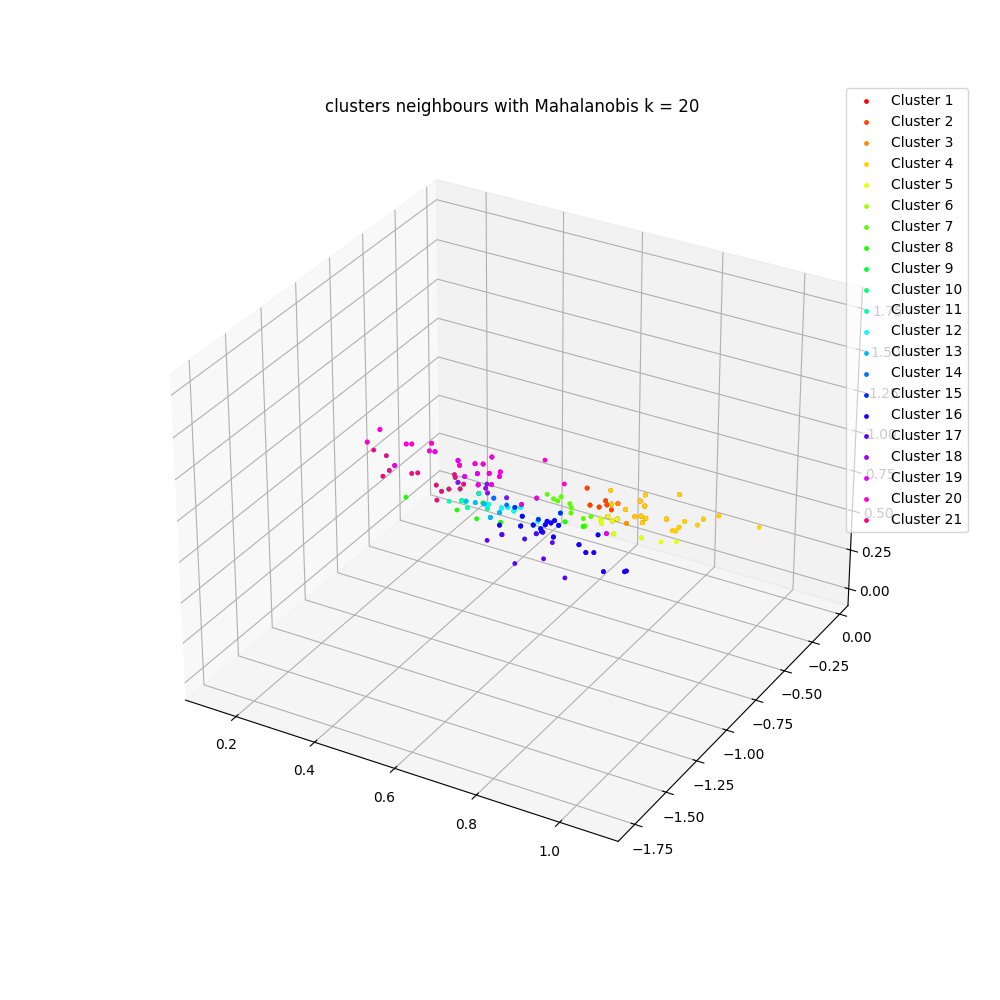 clusters neighbours with Mahalanobis k = 20
Cluster 1
Cluster 2
Cluster 3
Cluster 4
Cluster 5
Cluster 6
Cluster 7
Cluster 8
Cluster 9
Cluster 10
Cluster 11
Cluster 12
Cluster 13
Cluster 14
Cluster 15
Cluster 16
Cluster 17
Cluster 18
Cluster 19
Cluster 20
Cluster 21
1.00
0.75
0.50
0.25
0.00
0.00
−0.25
−0.50
−0.75
−1.00
−1.25
−1.50
−1.75
0.2
0.4
0.6
0.8
1.0